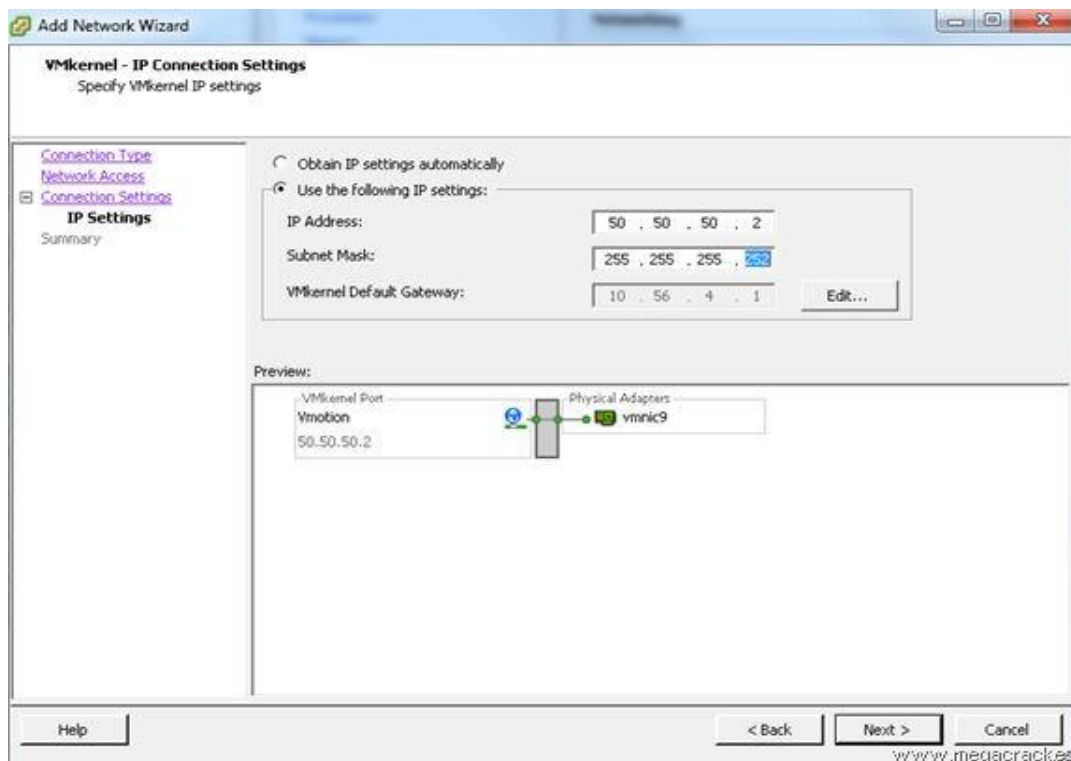 Add Network Wizard
VMkernel - IP Connection Settings
Specify VMkernel IP settings
Connection Type
Network Access
Connection Settings
IP Settings
Summary
Obtain IP settings automatically
Use the following IP settings:
IP Address: 50 . 50 . 50 . 2
Subnet Mask: 255 . 255 . 255 . 252
VMkernel Default Gateway: 10 . 56 . 4 . 1 Edit...
Preview:
VMkernel Port
Vmotion
50.50.50.2
Physical Adapters
vmnic9
Help < Back Next > Cancel
www.megacrack.es